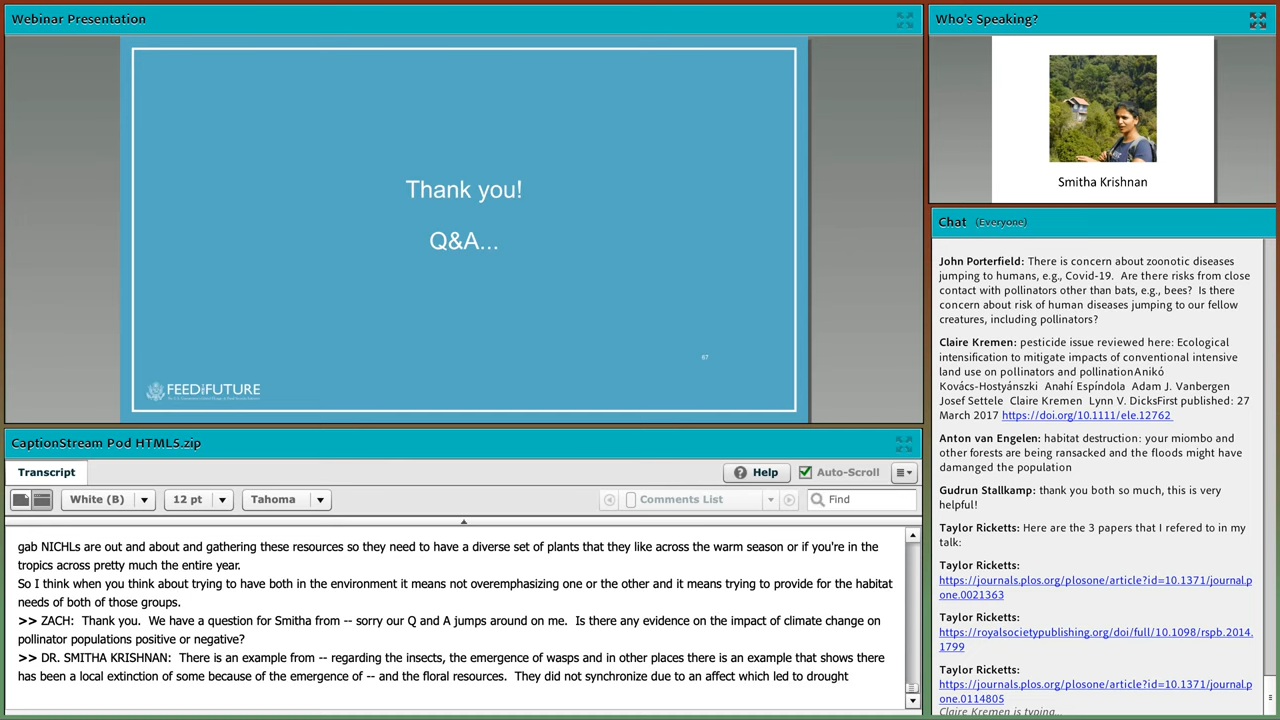 Webinar Presentation
Thank you!
Q&A...
67
FEEDTHEFUTURE
Who's Speaking?
Smitha Krishnan
Chat (Everyone)
John Porterfield: There is concern about zoonotic diseases
jumping to humans, e.g., Covid-19. Are there risks from close
contact with pollinators other than bats, e.g., bees? Is there
concern about risk of human diseases jumping to our fellow
creatures, including pollinators?
Claire Kremen: pesticide issue reviewed here: Ecological
intensification to mitigate impacts of conventional intensive
land use on pollinators and pollinationAnikó
Kovács-Hostyánszki Anahí Espíndola Adam J. Vanbergen
Josef Settele Claire Kremen Lynn V. DicksFirst published: 27
March 2017 https://doi.org/10.1111/ele.12762
Anton van Engelen: habitat destruction: your miombo and
other forests are being ransacked and the floods might have
damaged the population
Gudrun Stallkamp: thank you both so much, this is very
helpful!
Taylor Ricketts: Here are the 3 papers that I refered to in my
talk:
Taylor Ricketts:
https://journals.plos.org/plosone/article?id=10.1371/journal.p
one.0021363
Taylor Ricketts:
https://royalsocietypublishing.org/doi/full/10.1098/rspb.2014.
1799
Taylor Ricketts:
https://journals.plos.org/plosone/article?id=10.1371/journal.p
one.0114805
Claire Kremen is typing...
CaptionStream Pod HTML5.zip
Transcript
Help
Auto-Scroll
White (B)
12 pt
Tahoma
Comments List
Find
gab NICHLs are out and about and gathering these resources so they need to have a diverse set of plants that they like across the warm season or if you're in the
tropics across pretty much the entire year.
So I think when you think about trying to have both in the environment it means not overemphasizing one or the other and it means trying to provide for the habitat
needs of both of those groups.
>> ZACH: Thank you. We have a question for Smitha from -- sorry our Q and A jumps around on me. Is there any evidence on the impact of climate change on
pollinator populations positive or negative?
>> DR. SMITHA KRISHNAN: There is an example from -- regarding the insects, the emergence of wasps and in other places there is an example that shows there
has been a local extinction of some because of the emergence of -- and the floral resources. They did not synchronize due to an affect which led to drought